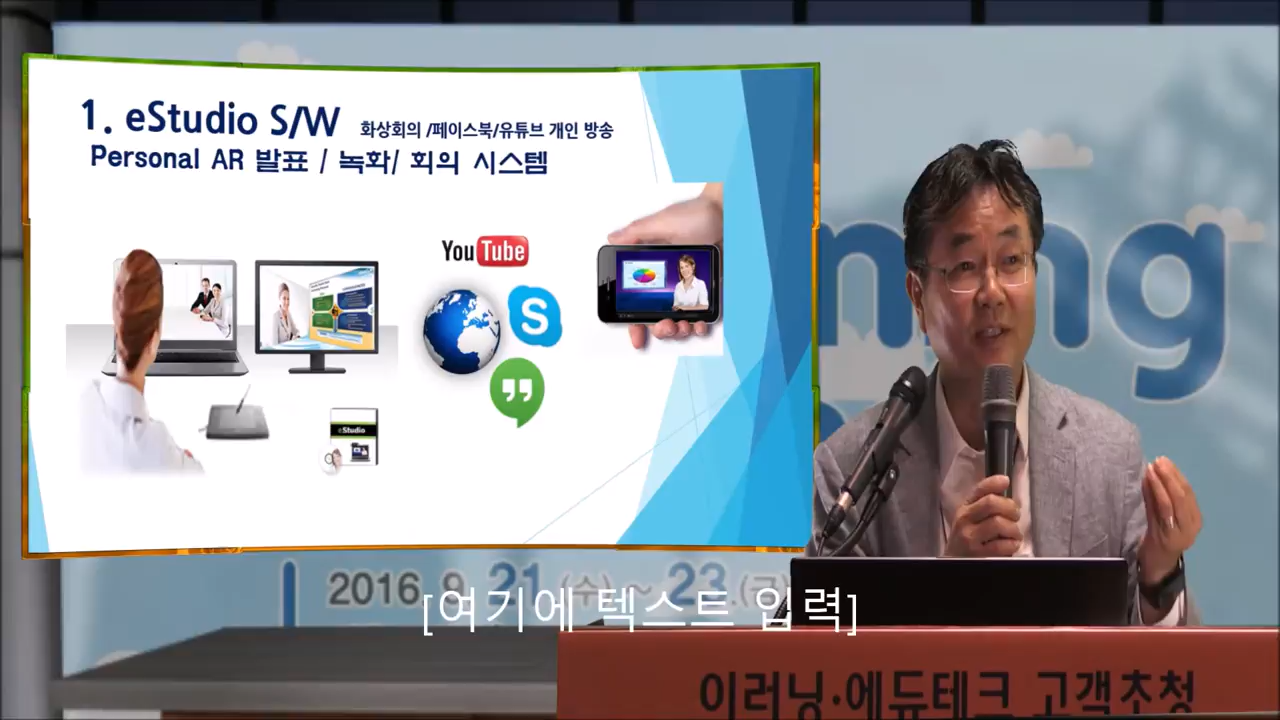 1. eStudio S/W 화상회의 /페이스북/유튜브 개인 방송
Personal AR 발표 / 녹화/ 회의 시스템
YouTube
S
eStudio
ning
2016. 9. 21.(수) ~ 23.(금)
[여기에 텍스트 입력]
이러닝·에듀테크 고객초청